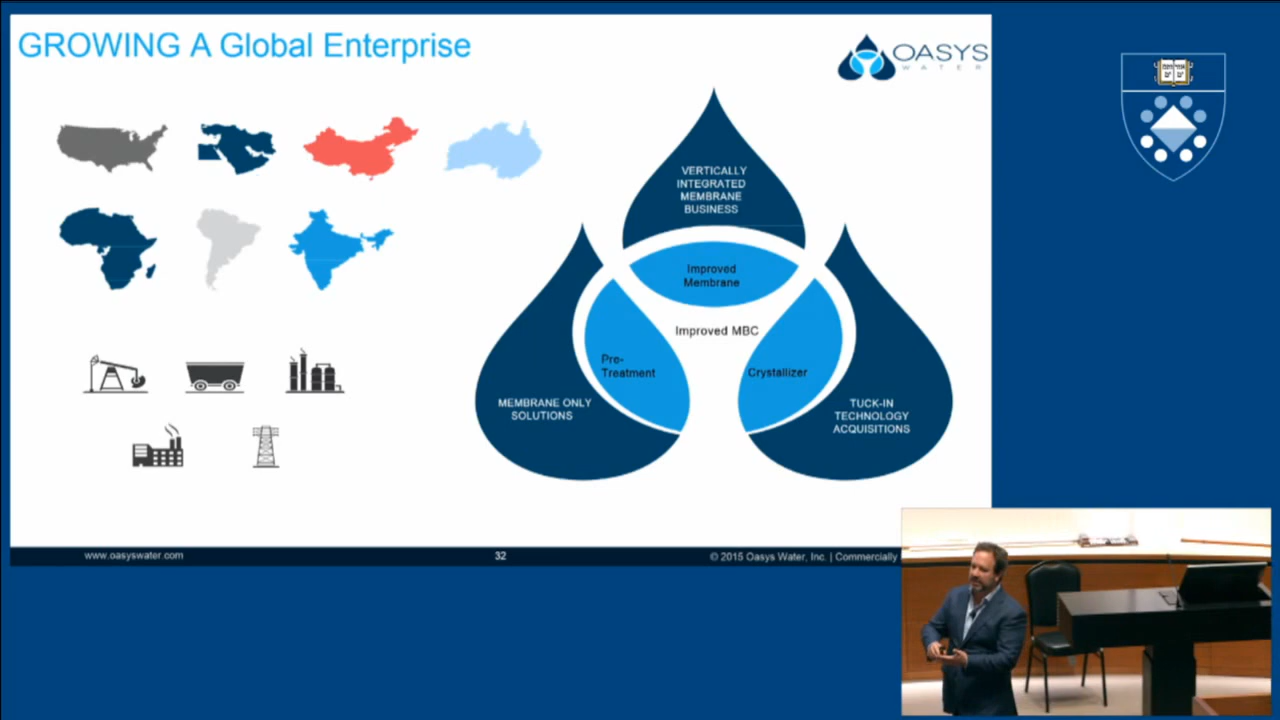 GROWING A Global Enterprise
OASYS
WATER
VERTICALLY
INTEGRATED
MEMBRANE
BUSINESS
Improved
Membrane
Improved MBC
Pre-
Treatment
Crystallizer
MEMBRANE ONLY
SOLUTIONS
TUCK-IN
TECHNOLOGY
ACQUISITIONS
www.oasyswater.com
32
© 2015 Oasys Water, Inc. | Commercially